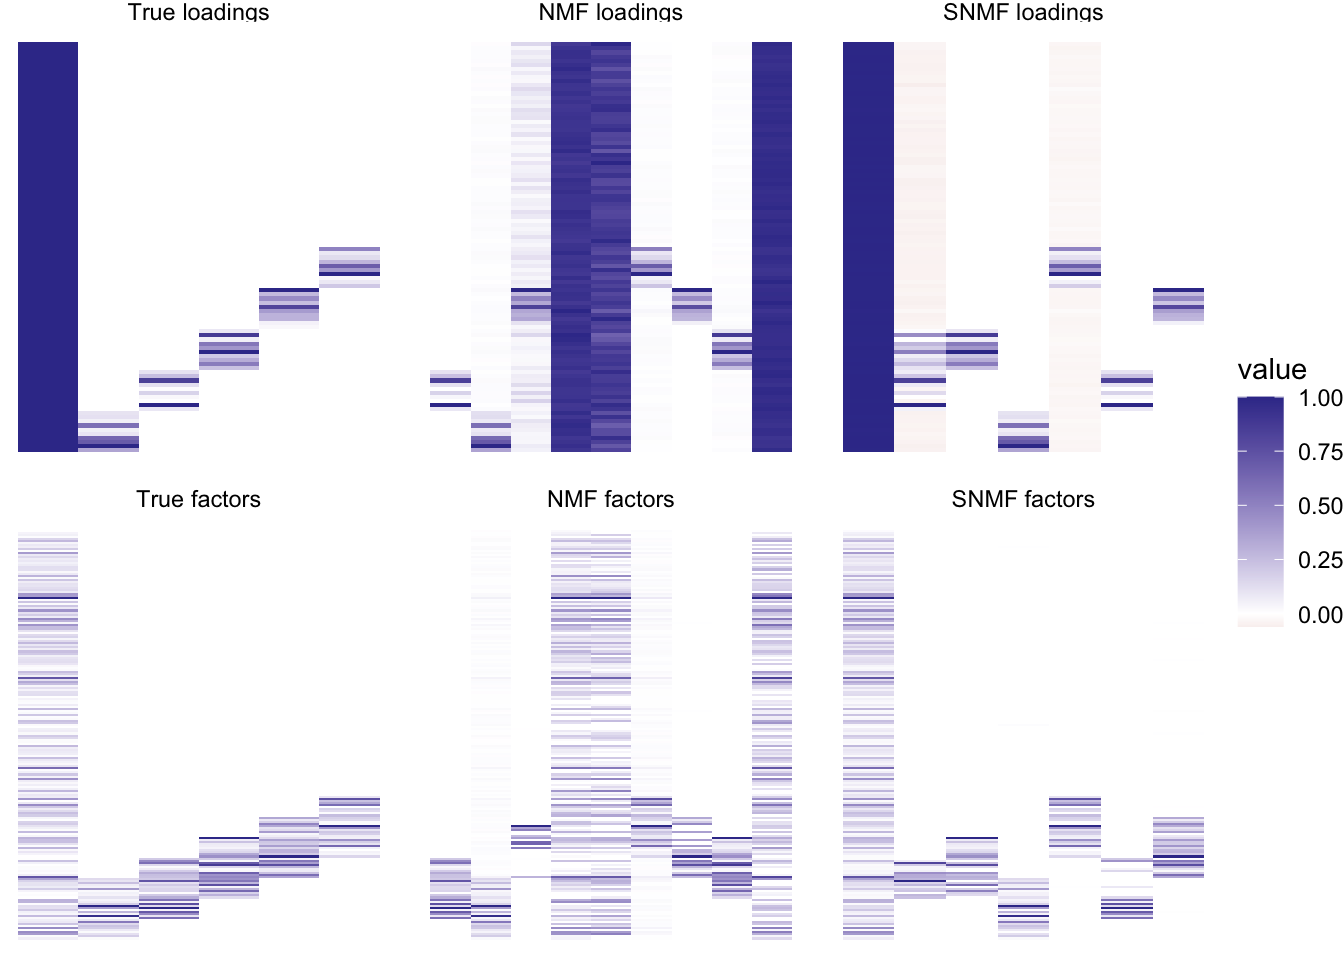 True loadings
NMF loadings
SNMF loadings
value
1.00
0.75
0.50
0.25
0.00
True factors
NMF factors
SNMF factors